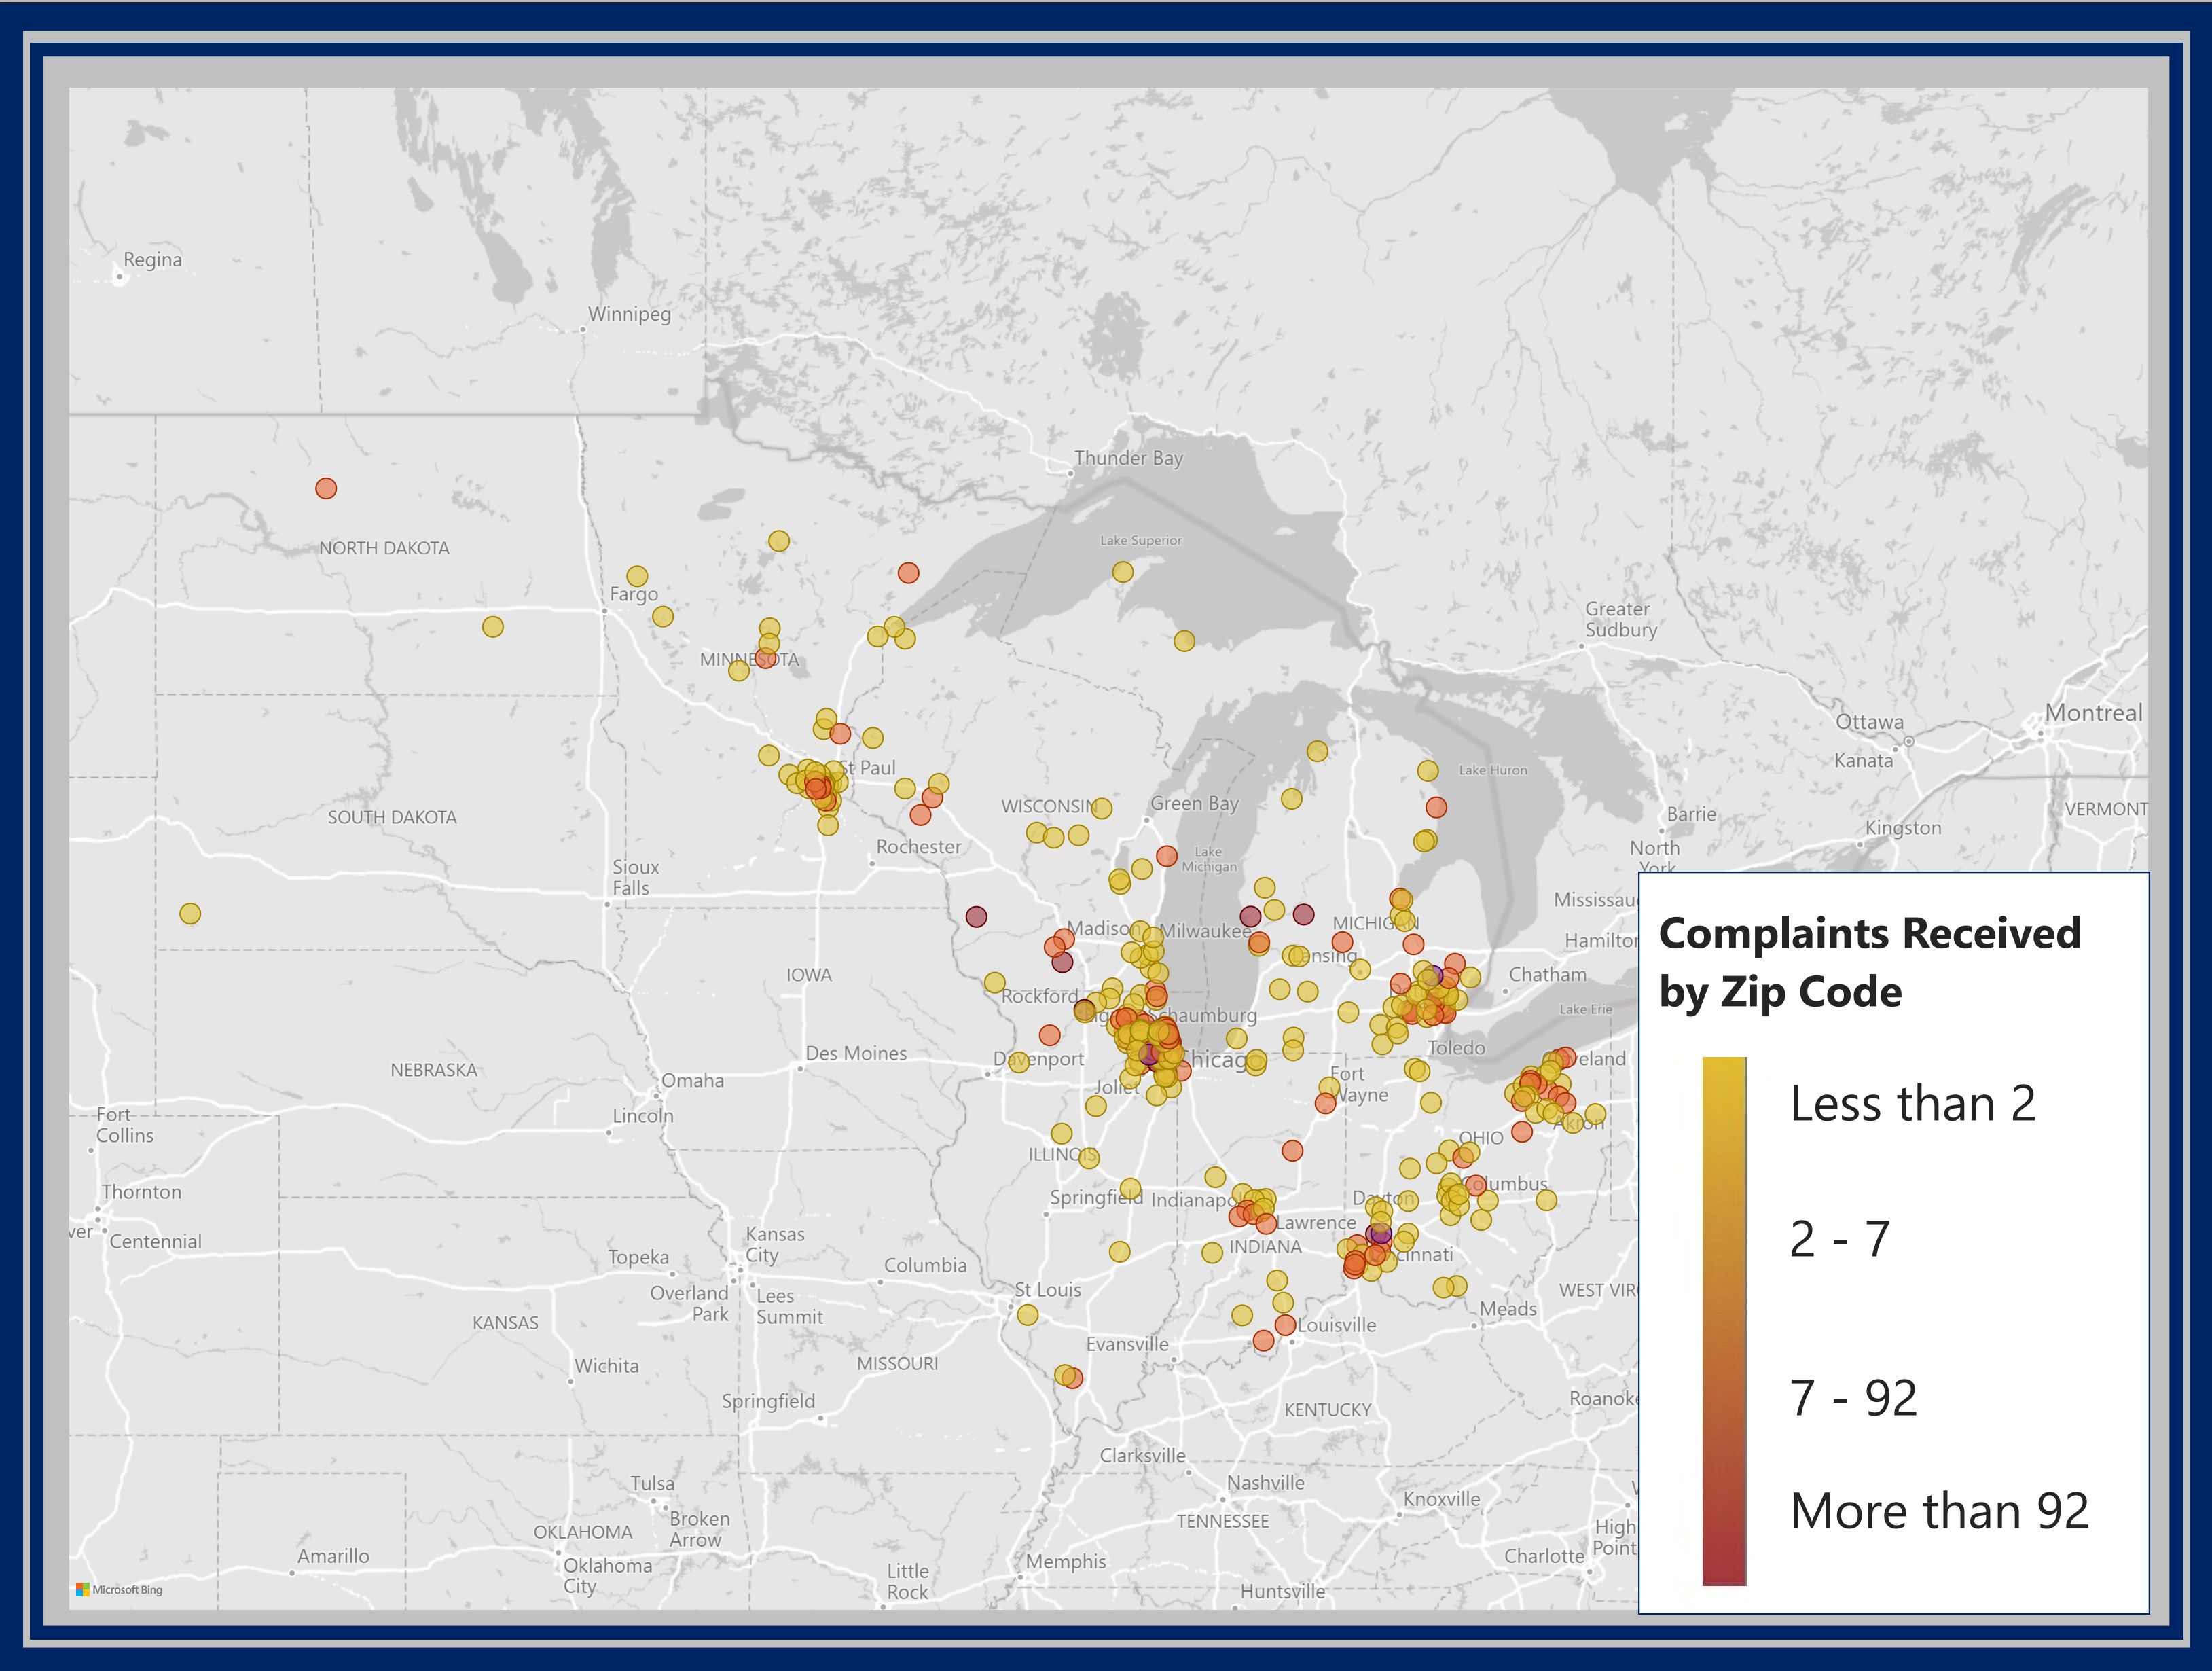 Regina
Winnipeg
Thunder Bay
NORTH DAKOTA
Lake Superior
Fargo
Greater
Sudbury
MINNESOTA
Ottawa
Montreal
Kanata
St Paul
Lake Huron
WISCONSIN
Green Bay
SOUTH DAKOTA
Barrie
VERMONT
Kingston
Rochester
Lake
Michigan
North
York
Sioux
Falls
Madison
Milwaukee
MICHIGAN
Hamilton
IOWA
Chatham
Rockford
Schaumburg
Lake Erie
Des Moines
Davenport
Toledo
NEBRASKA
Omaha
Joliet
Fort
Wayne
Lincoln
Fort
Collins
Akron
OHIO
ILLINOIS
Thornton
Springfield
Dayton
Centennial
Lawrence
INDIANA
Kansas
City
Topeka
Columbia
Overland
Park
Lees
Summit
St Louis
Meads
KANSAS
Louisville
Evansville
MISSOURI
Wichita
Springfield
KENTUCKY
Clarksville
Tulsa
Nashville
Knoxville
Broken
Arrow
TENNESSEE
OKLAHOMA
High
Point
Amarillo
Oklahoma
City
Memphis
Charlotte
Little
Rock
Huntsville
Microsoft Bing
Complaints Received
by Zip Code
Less than 2
2 - 7
7 - 92
More than 92